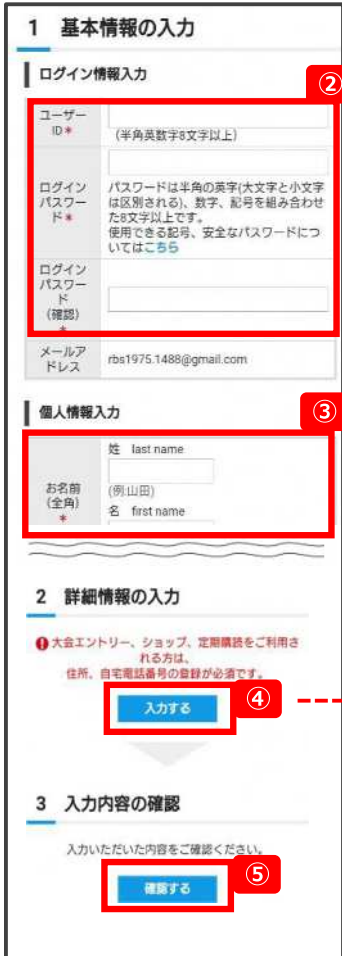 1 基本情報の入力
ログイン情報入力
②
ユーザー
ID*
(半角英数字8文字以上)
ログイン
パスワー
ド*
パスワードは半角の英字(大文字と小文字
は区別される)、数字、記号を組み合わせ
た8文字以上です。
使用できる記号、安全なパスワードにつ
いてはこちら
ログイン
パスワー
ド
(確認)
*
メールア
ドレス
rbs1975.1488@gmail.com
個人情報入力
③
お名前
(全角)
*
姓 last name
(例:山田)
名 first name
2 詳細情報の入力
大会エントリー、ショップ、定期購読をご利用さ
れる方は、
住所、自宅電話番号の登録が必須です。
入力する
④
3 入力内容の確認
入力いただいた内容をご確認ください。
⑤
確認する